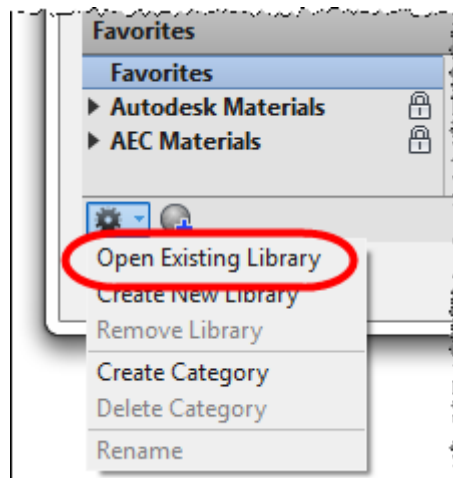 Favorites
Favorites
Autodesk Materials
AEC Materials
Open Existing Library
Create New Library
Remove Library
Create Category
Delete Category
Rename